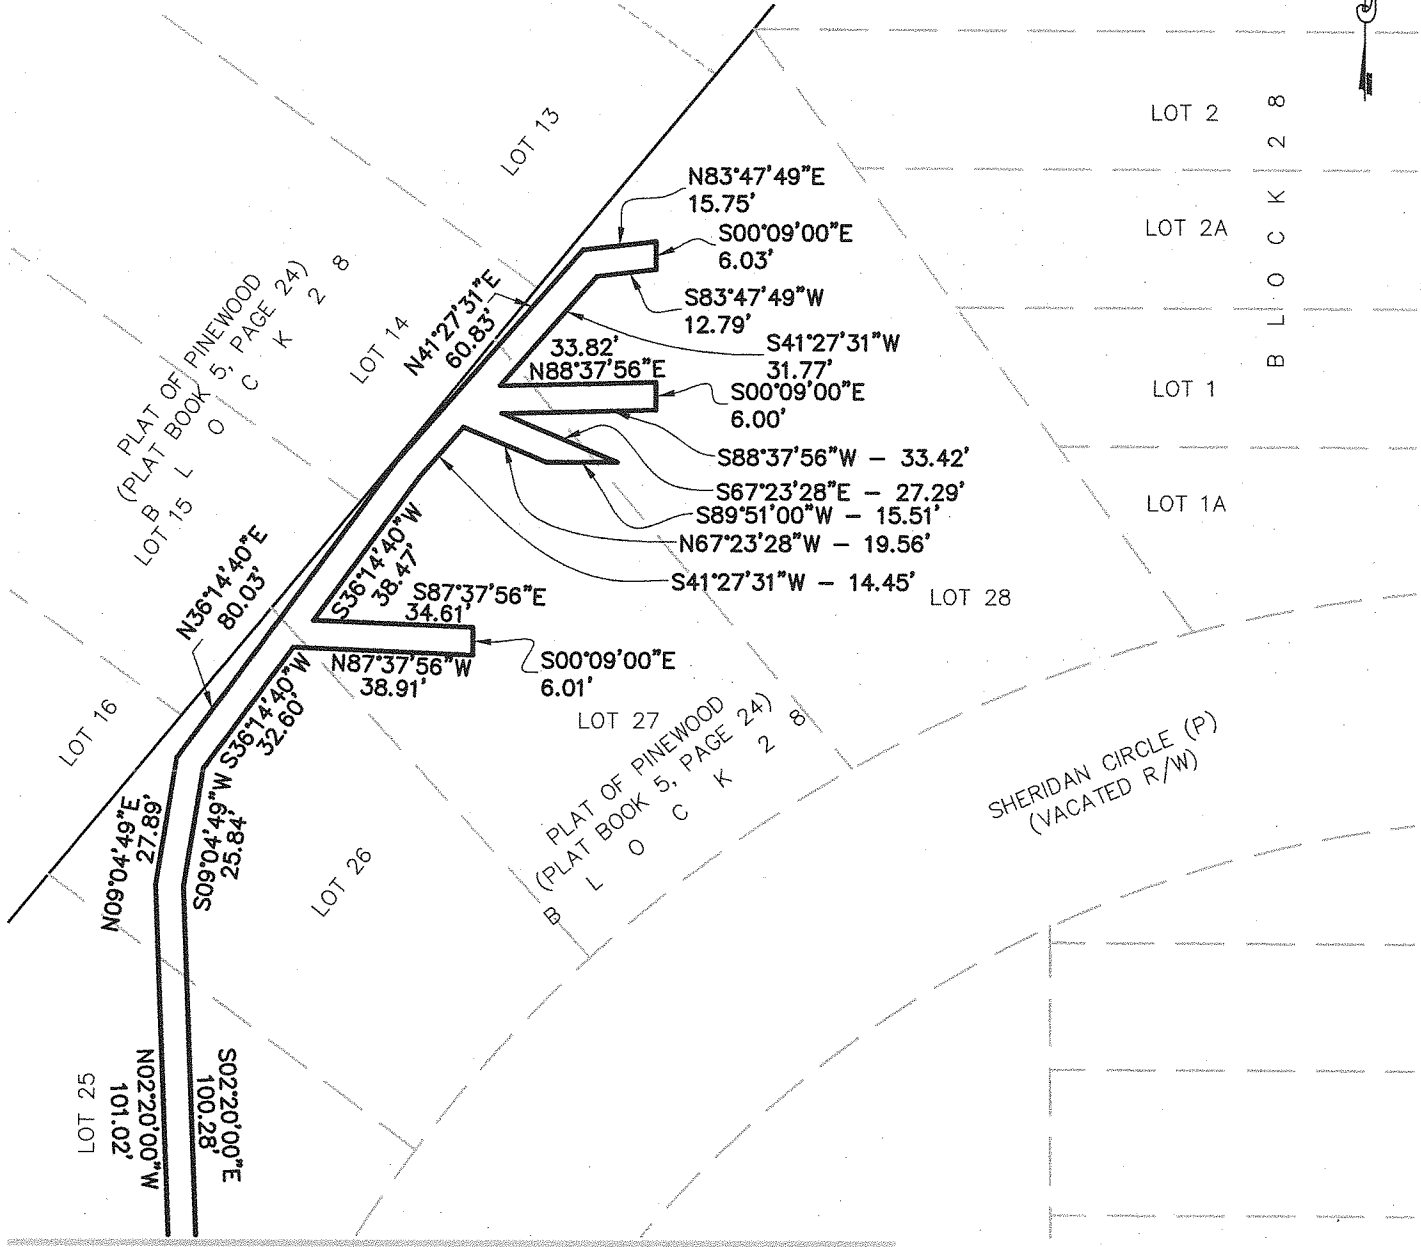 LOT 13
LOT 2
LOT 2A
LOT 1
LOT 1A
B L O C K 2 8
N83°47'49"E
15.75'
S00°09'00"E
6.03'
S83°47'49"W
12.79'
S41°27'31"W
31.77'
N41°27'31"E
60.83'
33.82'
N88°37'56"E
S00°09'00"E
6.00'
S88°37'56"W - 33.42'
S67°23'28"E - 27.29'
S89°51'00"W - 15.51'
N67°23'28"W - 19.56'
S41°27'31"W - 14.45'
PLAT OF PINEWOOD
(PLAT BOOK 5, PAGE 24)
B L O C K 2 8
LOT 14
LOT 15
LOT 16
N36°14'40"E
80.03'
S36°14'40"W
38.47'
S87°37'56"E
34.61'
N87°37'56"W
38.91'
S00°09'00"E
6.01'
S36°14'40"W
32.60'
LOT 28
LOT 27
PLAT OF PINEWOOD
(PLAT BOOK 5, PAGE 24)
B L O C K 2 8
SHERIDAN CIRCLE (P)
(VACATED R/W)
N09°04'49"E
27.89'
S09°04'49"W
25.84'
LOT 26
LOT 25
N02°20'00"W
101.02'
S02°20'00"E
100.28'